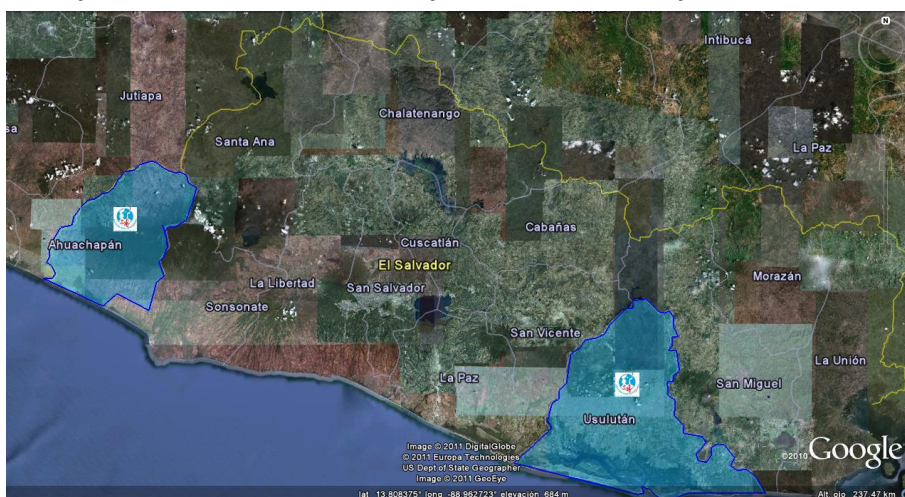 Intibucá
Jutiapa
Chalatenango
sa
Santa Ana
La Paz
Cabañas
Ahuachapán
Cuscatlán
El Salvador
La Libertad
San Salvador
Morazán
Sonsonate
San Vicente
La Unión
La Paz
San Miguel
Usulután
Image © 2011 DigitalGlobe
© 2011 Europa Technologies
US Dept of State Geographer
Image © 2011 GeoEye
©2010 Google
lat 13.808375° long -88.962723° elevación 684 m
Alt. ojo 237.47 km
N